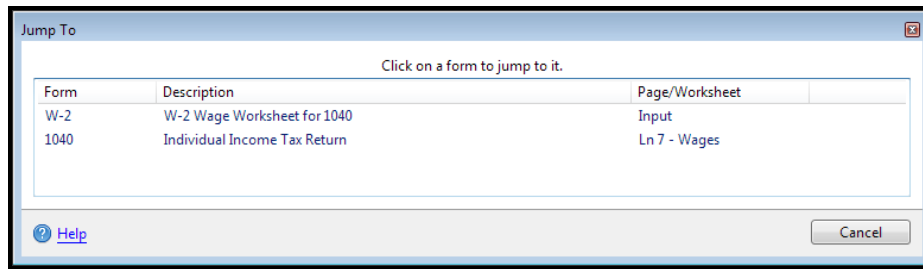 Jump To
Click on a form to jump to it.
Form Description Page/Worksheet
W-2 W-2 Wage Worksheet for 1040 Input
1040 Individual Income Tax Return Ln 7 - Wages
? Help Cancel